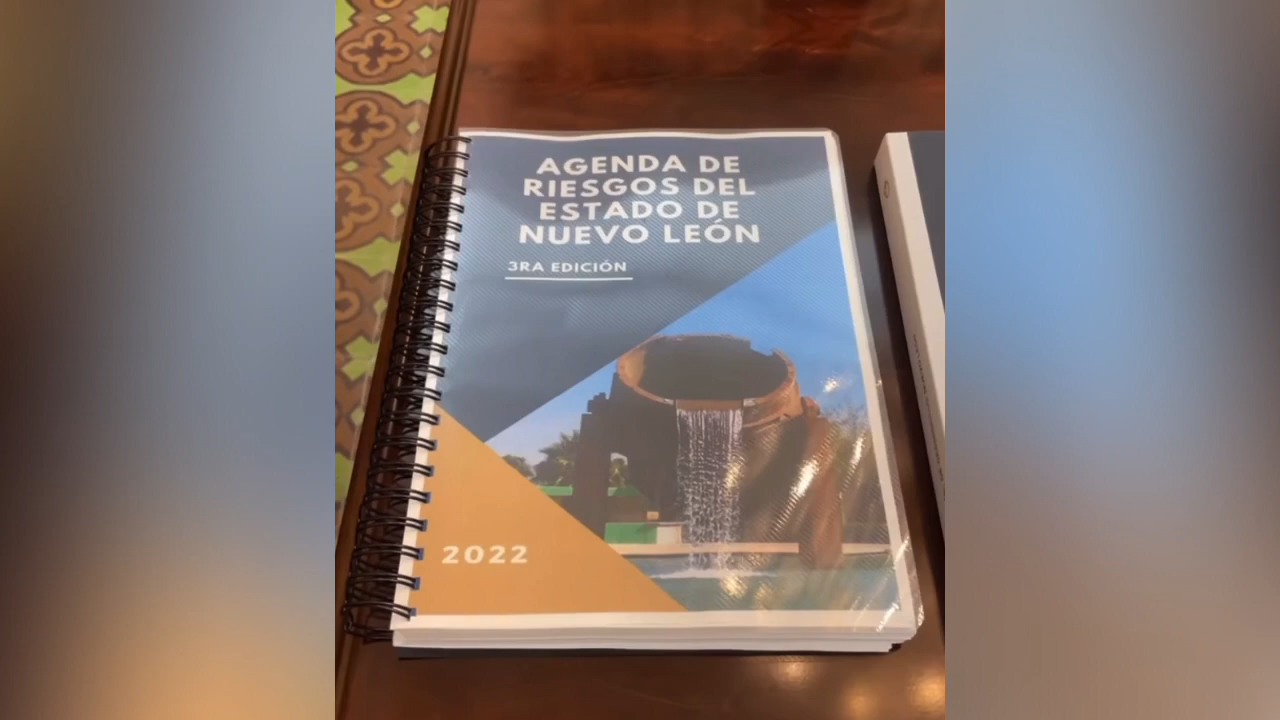 AGENDA DE
RIESGOS DEL
ESTADO DE
NUEVO LEÓN
3RA EDICIÓN
2022